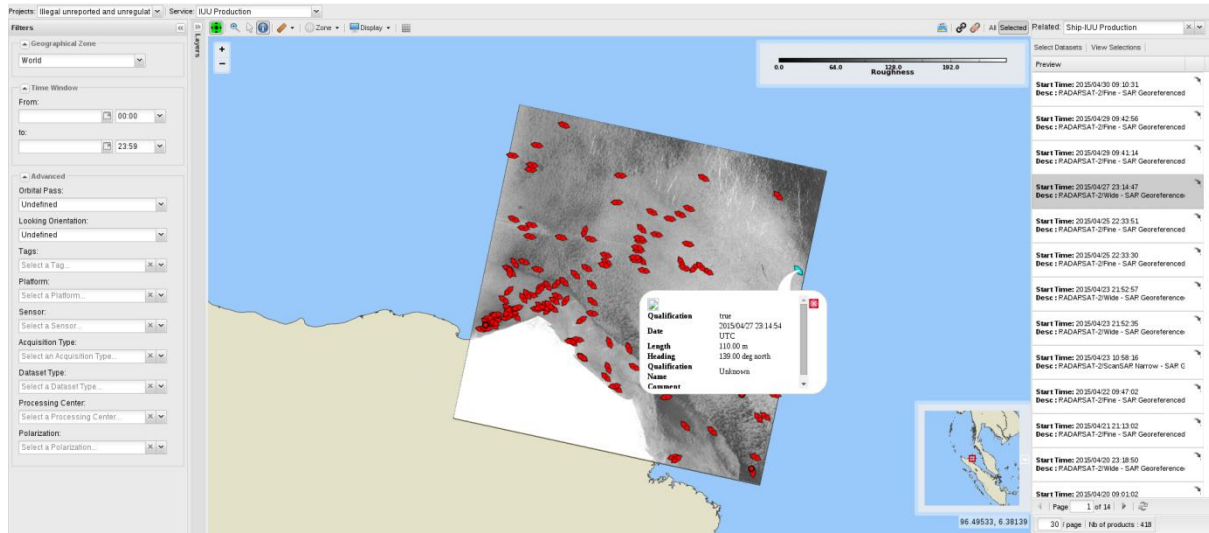 Projects: Illegal unreported and unregulat Service: IUU Production
Filters
Geographical Zone
World
Time Window
From:
00:00
to:
23:59
Advanced
Orbital Pass:
Undefined
Looking Orientation:
Undefined
Tags:
Select a Tag...
Platform:
Select a Platform...
Sensor:
Select a Sensor...
Acquisition Type:
Select an Acquisition Type...
Dataset Type:
Select a Dataset Type...
Processing Center:
Select a Processing Center...
Polarization:
Select a Polarization...
Layers
Zone Display
All Selected
+
−
0.0 64.0 128.0 192.0
Roughness
Qualification true
Date 2015/04/27 23:14:54 UTC
Length 110.00 m
Heading 139.00 deg north
Qualification Name Unknown
Comment
96.49533, 6.38139
Related: Ship-IUU Production
Select Datasets View Selections
Preview
Start Time: 2015/04/30 09:10:31
Desc : RADARSAT-2/Fine - SAR Georeferenced
Start Time: 2015/04/29 09:42:56
Desc : RADARSAT-2/Fine - SAR Georeferenced
Start Time: 2015/04/29 09:41:14
Desc : RADARSAT-2/Fine - SAR Georeferenced
Start Time: 2015/04/27 23:14:47
Desc : RADARSAT-2/Wide - SAR Georeference
Start Time: 2015/04/25 22:33:51
Desc : RADARSAT-2/Fine - SAR Georeferenced
Start Time: 2015/04/25 22:33:30
Desc : RADARSAT-2/Fine - SAR Georeferenced
Start Time: 2015/04/23 21:52:57
Desc : RADARSAT-2/Wide - SAR Georeference
Start Time: 2015/04/23 21:52:35
Desc : RADARSAT-2/Wide - SAR Georeference
Start Time: 2015/04/23 10:58:16
Desc : RADARSAT-2/ScanSAR Narrow - SAR G
Start Time: 2015/04/22 09:47:02
Desc : RADARSAT-2/Fine - SAR Georeferenced
Start Time: 2015/04/21 21:13:02
Desc : RADARSAT-2/Fine - SAR Georeferenced
Start Time: 2015/04/20 23:18:50
Desc : RADARSAT-2/Wide - SAR Georeference
Start Time: 2015/04/20 09:01:02
Page 1 of 14
30 / page Nb of products : 418